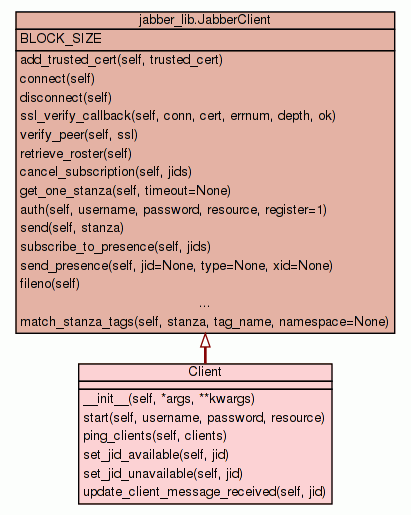 jabber_lib.JabberClient
BLOCK_SIZE
add_trusted_cert(self, trusted_cert)
connect(self)
disconnect(self)
ssl_verify_callback(self, conn, cert, errnum, depth, ok)
verify_peer(self, ssl)
retrieve_roster(self)
cancel_subscription(self, jids)
get_one_stanza(self, timeout=None)
auth(self, username, password, resource, register=1)
send(self, stanza)
subscribe_to_presence(self, jids)
send_presence(self, jid=None, type=None, xid=None)
fileno(self)
...
match_stanza_tags(self, stanza, tag_name, namespace=None)
Client
__init__(self, *args, **kwargs)
start(self, username, password, resource)
ping_clients(self, clients)
set_jid_available(self, jid)
set_jid_unavailable(self, jid)
update_client_message_received(self, jid)